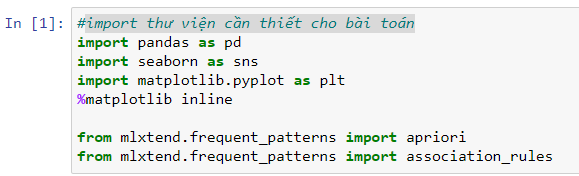 In [1]: #import thư viện cần thiết cho bài toán
import pandas as pd
import seaborn as sns
import matplotlib.pyplot as plt
%matplotlib inline
from mlxtend.frequent_patterns import apriori
from mlxtend.frequent_patterns import association_rules